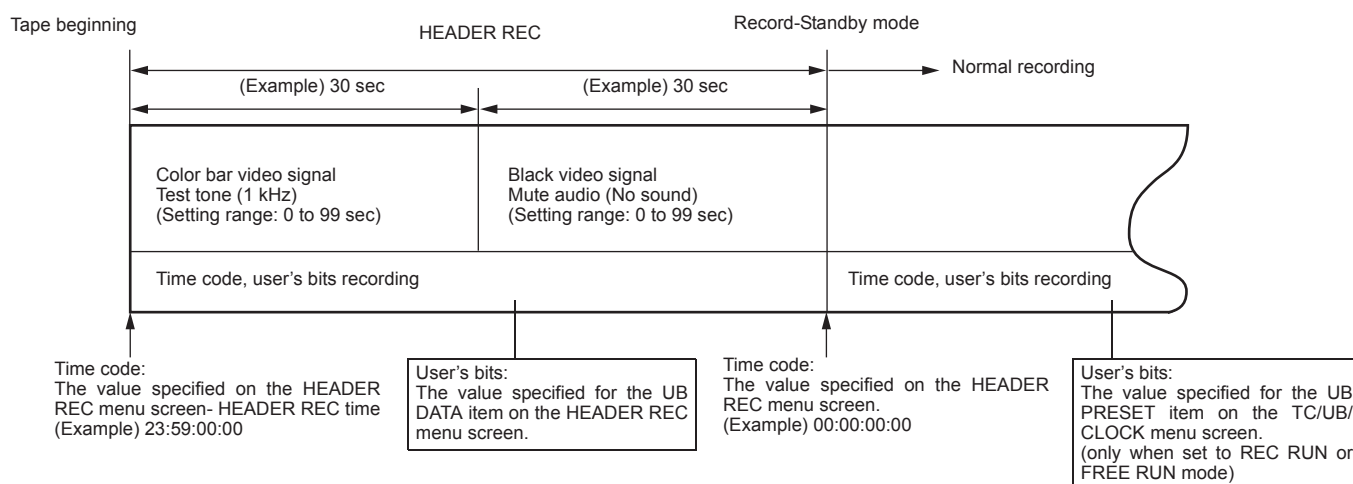 Tape beginning
HEADER REC
Record-Standby mode
Normal recording
(Example) 30 sec
(Example) 30 sec
Color bar video signal
Test tone (1 kHz)
(Setting range: 0 to 99 sec)
Black video signal
Mute audio (No sound)
(Setting range: 0 to 99 sec)
Time code, user's bits recording
Time code, user's bits recording
Time code:
The value specified on the HEADER
REC menu screen- HEADER REC time
(Example) 23:59:00:00
User's bits:
The value specified for the UB
DATA item on the HEADER REC
menu screen.
Time code:
The value specified on the HEADER
REC menu screen.
(Example) 00:00:00:00
User's bits:
The value specified for the UB
PRESET item on the TC/UB/
CLOCK menu screen.
(only when set to REC RUN or
FREE RUN mode)